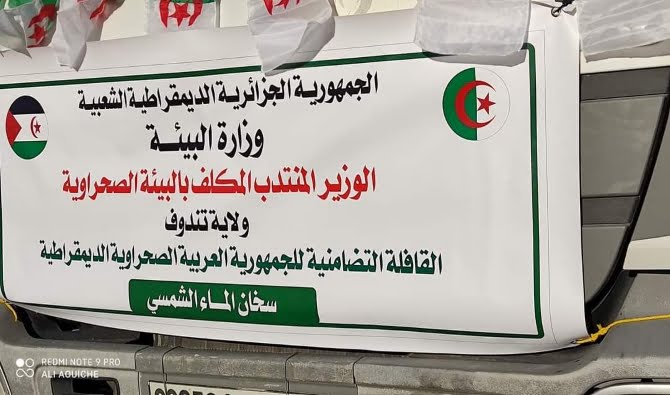 الجمهورية الجزائرية الديمقراطية الشعبية
وزارة البيئة
الوزير المنتدب المكلف بالبيئة الصحراوية
ولاية تندوف
القافلة التضامنية للجمهورية العربية الصحراوية الديمقراطية
سخان الماء الشمسي
REDMI NOTE 9 PRO
ALI AOUICHE